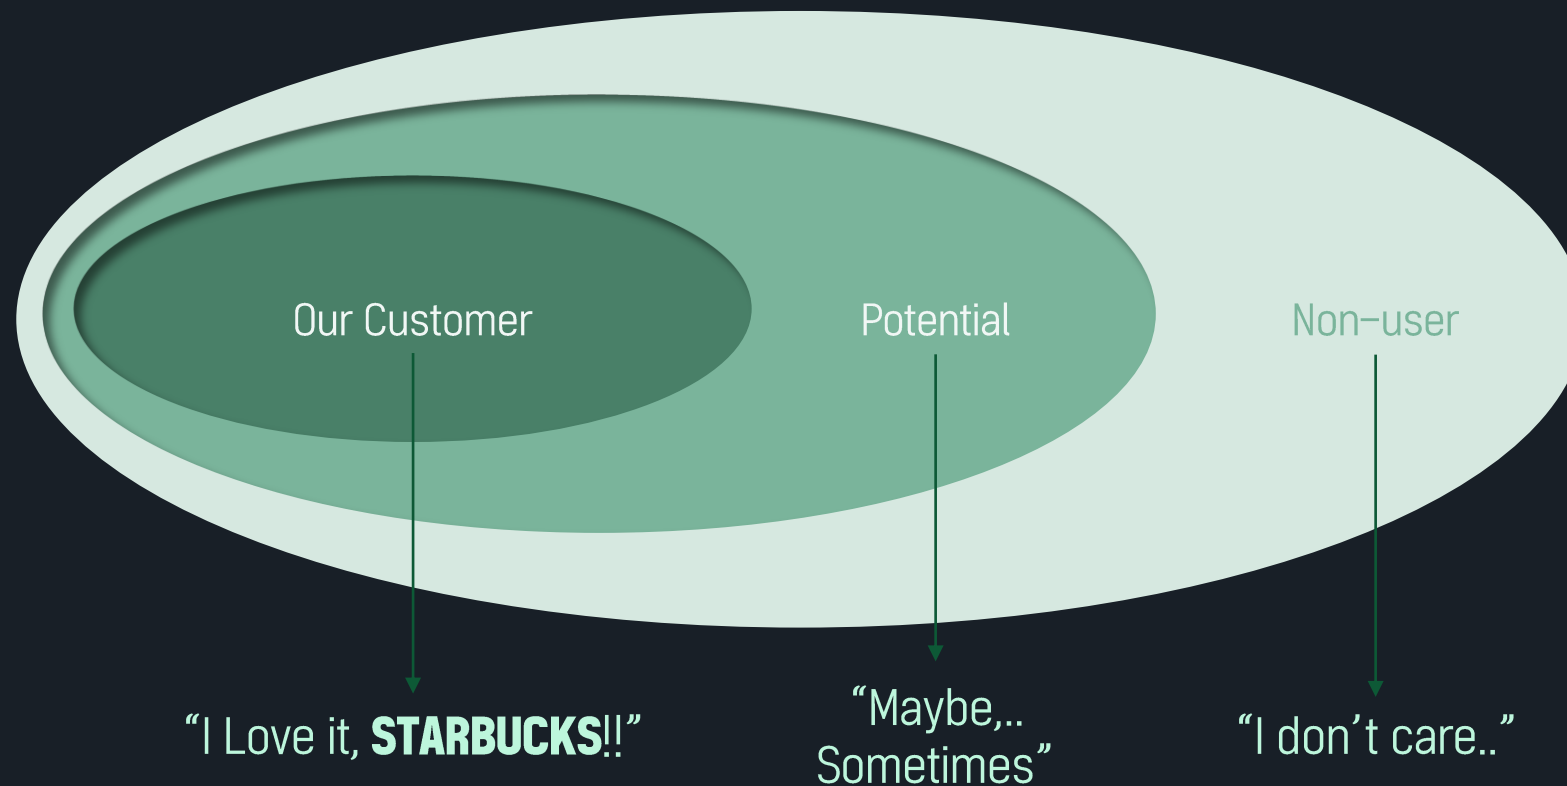 Our Customer
Potential
Non-user
“I Love it, STARBUCKS!!”
“Maybe,..
Sometimes”
“I don’t care..”